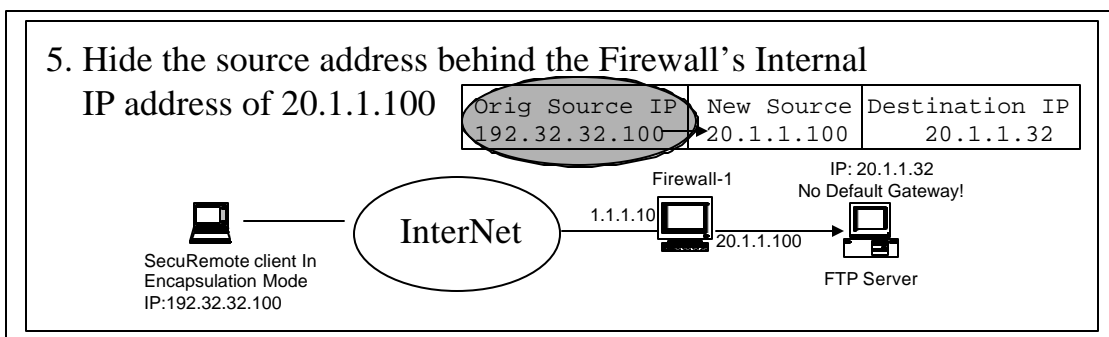 5. Hide the source address behind the Firewall's Internal
IP address of 20.1.1.100
Orig Source IP New Source Destination IP
192.32.32.100 20.1.1.100 20.1.1.32
IP: 20.1.1.32
No Default Gateway!
Firewall-1
1.1.1.10
InterNet
20.1.1.100
SecuRemote client In
Encapsulation Mode
IP:192.32.32.100
FTP Server